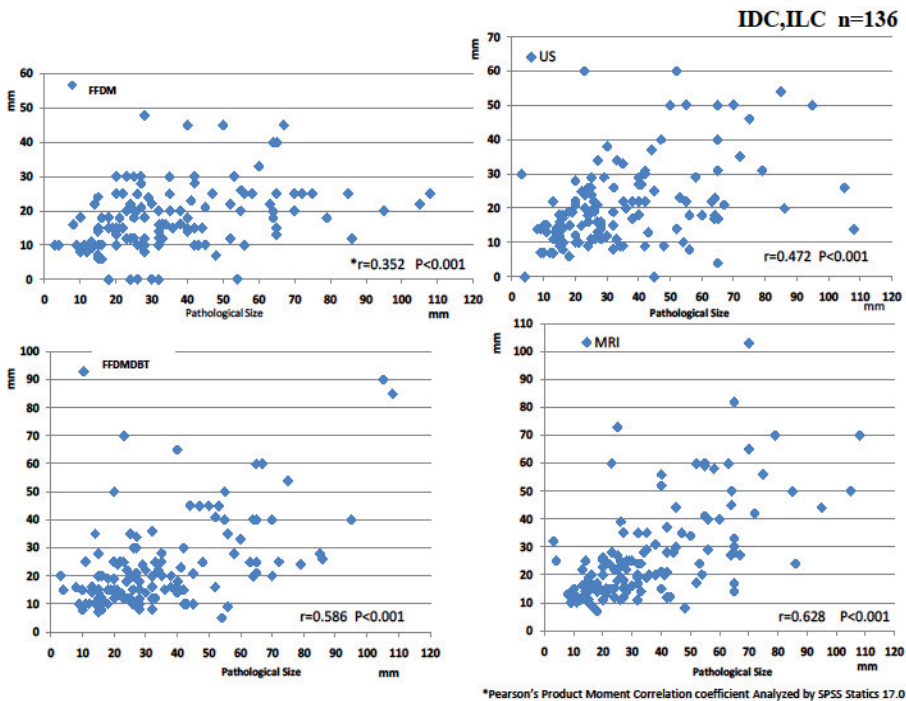 IDC,ILC n=136
mm
60
50
40
30
20
10
0
FFDM
*r=0.352 P<0.001
0 10 20 30 40 50 60 70 80 90 100 110 120
Pathological Size
mm
mm
70
60
50
40
30
20
10
0
US
r=0.472 P<0.001
0 10 20 30 40 50 60 70 80 90 100 110 120
Pathological Size
mm
mm
100
90
80
70
60
50
40
30
20
10
0
FFDMDBT
r=0.586 P<0.001
0 10 20 30 40 50 60 70 80 90 100 110 120
Pathological Size
mm
mm
110
100
90
80
70
60
50
40
30
20
10
0
MRI
r=0.628 P<0.001
0 10 20 30 40 50 60 70 80 90 100 110 120
Pathological Size
mm
*Pearson's Product Moment Correlation coefficient Analyzed by SPSS Statics 17.0